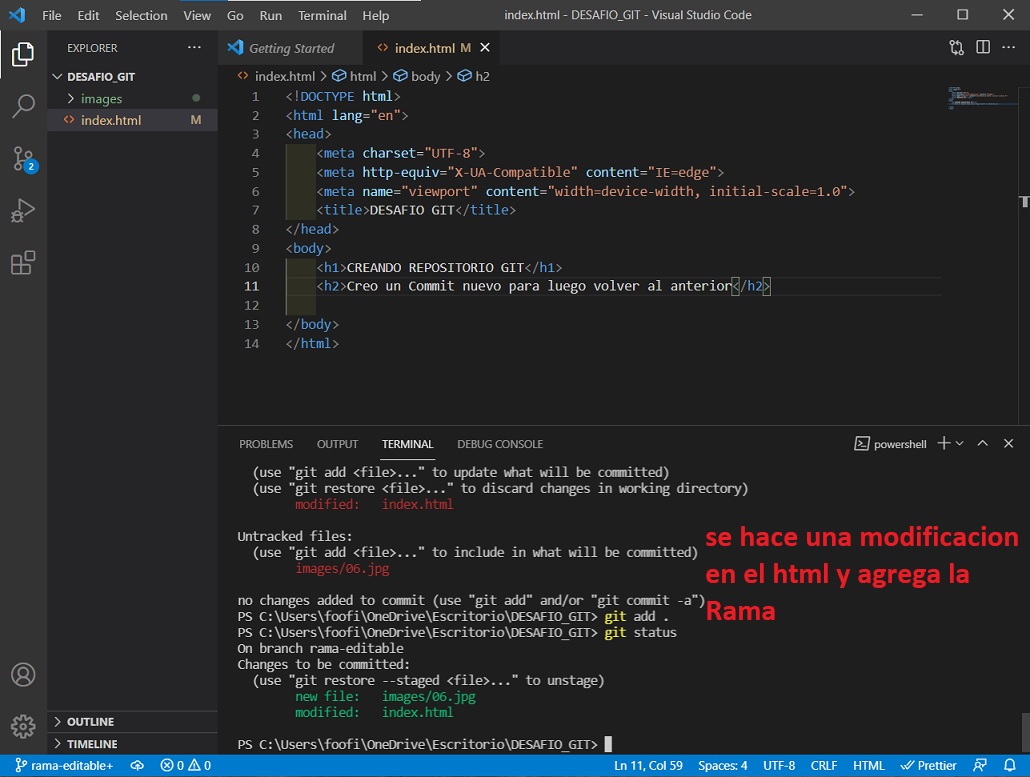 File Edit Selection View Go Run Terminal Help
index.html - DESAFIO_GIT - Visual Studio Code
EXPLORER
DESAFIO_GIT
images
index.html M
OUTLINE
TIMELINE
2
Getting Started
index.html M
index.html > html > body > h2
1 <!DOCTYPE html>
2 <html lang="en">
3 <head>
4 <meta charset="UTF-8">
5 <meta http-equiv="X-UA-Compatible" content="IE=edge">
6 <meta name="viewport" content="width=device-width, initial-scale=1.0">
7 <title>DESAFIO GIT</title>
8 </head>
9 <body>
10 <h1>CREANDO REPOSITORIO GIT</h1>
11 <h2>Creo un Commit nuevo para luego volver al anterior</h2>
12
13 </body>
14 </html>
PROBLEMS OUTPUT TERMINAL DEBUG CONSOLE
powershell
(use "git add <file>..." to update what will be committed)
(use "git restore <file>..." to discard changes in working directory)
modified: index.html
Untracked files:
(use "git add <file>..." to include in what will be committed)
images/06.jpg
no changes added to commit (use "git add" and/or "git commit -a")
PS C:\Users\foofi\OneDrive\Escritorio\DESAFIO_GIT> git add .
PS C:\Users\foofi\OneDrive\Escritorio\DESAFIO_GIT> git status
On branch rama-editable
Changes to be committed:
(use "git restore --staged <file>..." to unstage)
new file: images/06.jpg
modified: index.html
PS C:\Users\foofi\OneDrive\Escritorio\DESAFIO_GIT>
se hace una modificacion
en el html y agrega la
Rama
rama-editable+ 0 0
Ln 11, Col 59 Spaces: 4 UTF-8 CRLF HTML Prettier